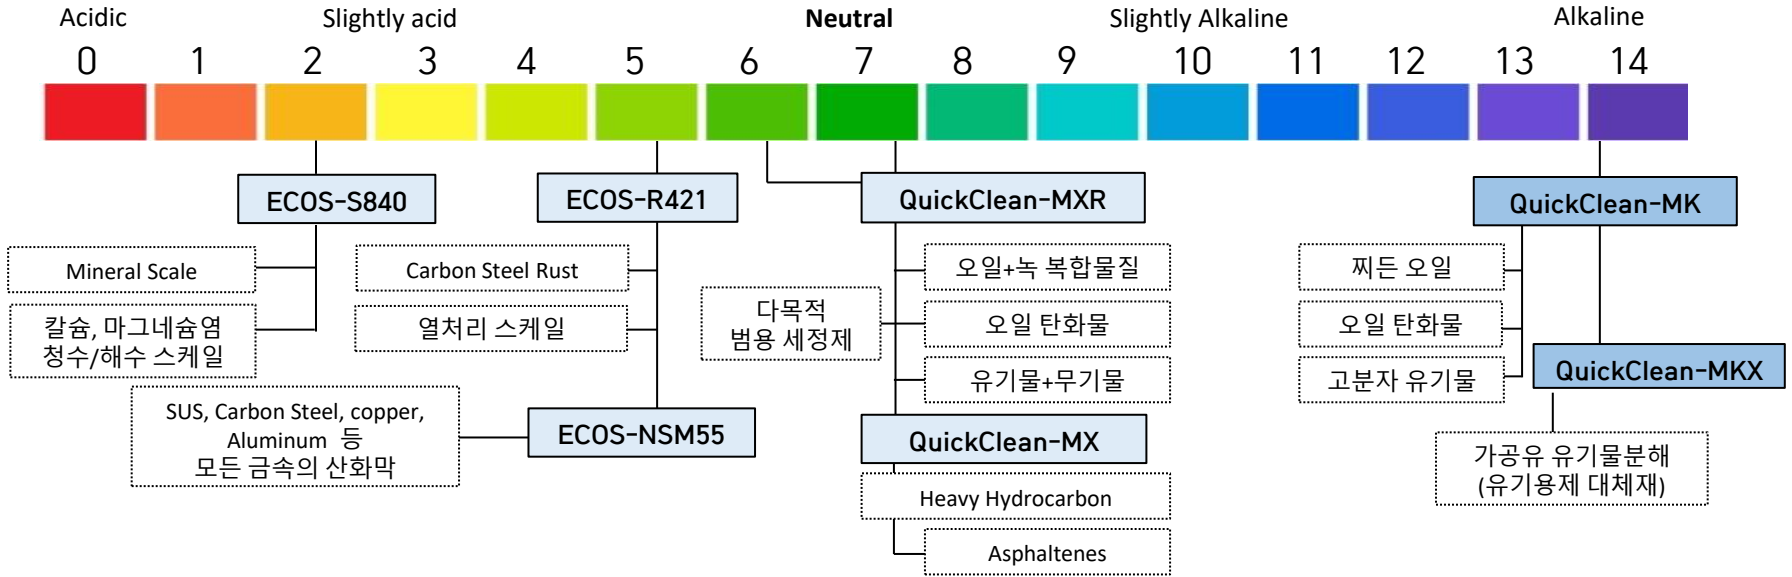 Acidic
Slightly acid
Neutral
Slightly Alkaline
Alkaline
0 1 2 3 4 5 6 7 8 9 10 11 12 13 14
ECOS-S840
Mineral Scale
칼슘, 마그네슘염
청수/해수 스케일
ECOS-R421
Carbon Steel Rust
열처리 스케일
ECOS-NSM55
SUS, Carbon Steel, copper,
Aluminum 등
모든 금속의 산화막
QuickClean-MXR
다목적
범용 세정제
오일+녹 복합물질
오일 탄화물
유기물+무기물
QuickClean-MX
Heavy Hydrocarbon
Asphaltenes
QuickClean-MK
찌든 오일
오일 탄화물
고분자 유기물
QuickClean-MKX
가공유 유기물분해
(유기용제 대체재)